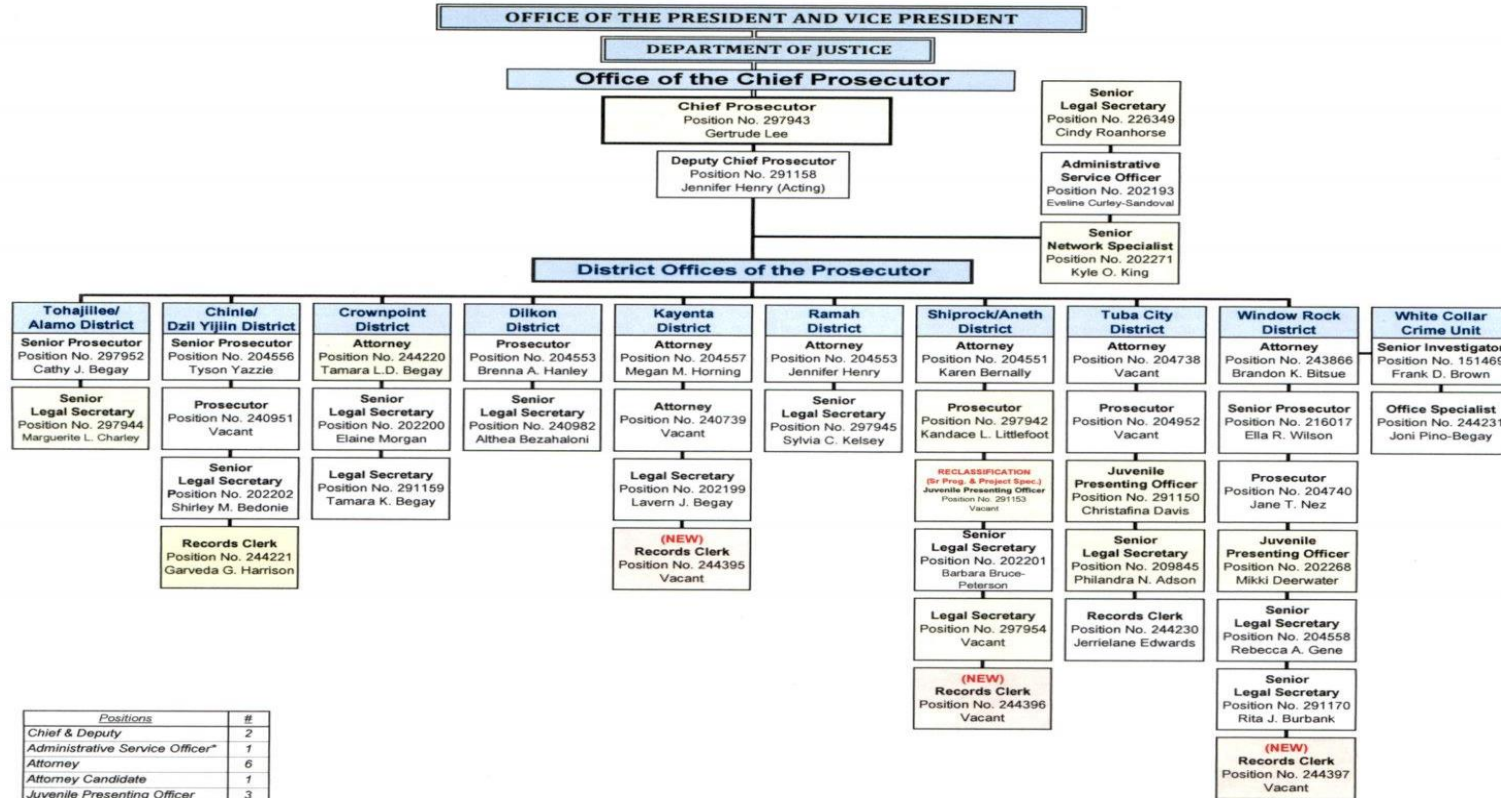 OFFICE OF THE PRESIDENT AND VICE PRESIDENT
DEPARTMENT OF JUSTICE
Office of the Chief Prosecutor
Chief Prosecutor
Position No. 297943
Gertrude Lee
Deputy Chief Prosecutor
Position No. 291158
Jennifer Henry (Acting)
Senior
Legal Secretary
Position No. 226349
Cindy Roanhorse
Administrative
Service Officer
Position No. 202193
Eveline Curley-Sandoval
Senior
Network Specialist
Position No. 202271
Kyle O. King
District Offices of the Prosecutor
Tohajiilee/
Alamo District
Senior Prosecutor
Position No. 297952
Cathy J. Begay
Senior
Legal Secretary
Position No. 297944
Marguerite L. Charley
Chinle/
Dzil Yijiin District
Senior Prosecutor
Position No. 204556
Tyson Yazzie
Prosecutor
Position No. 240951
Vacant
Senior
Legal Secretary
Position No. 202202
Shirley M. Bedonie
Records Clerk
Position No. 244221
Garveda G. Harrison
Crownpoint
District
Attorney
Position No. 244220
Tamara L.D. Begay
Senior
Legal Secretary
Position No. 202200
Elaine Morgan
Legal Secretary
Position No. 291159
Tamara K. Begay
Dilkon
District
Prosecutor
Position No. 204553
Brenna A. Hanley
Senior
Legal Secretary
Position No. 240982
Althea Bezahaloni
Kayenta
District
Attorney
Position No. 204557
Megan M. Horning
Attorney
Position No. 240739
Vacant
Legal Secretary
Position No. 202199
Lavern J. Begay
(NEW)
Records Clerk
Position No. 244395
Vacant
Ramah
District
Attorney
Position No. 204553
Jennifer Henry
Senior
Legal Secretary
Position No. 297945
Sylvia C. Kelsey
Shiprock/Aneth
District
Attorney
Position No. 204551
Karen Bernally
Prosecutor
Position No. 297942
Kandace L. Littlefoot
RECLASSIFICATION
(Sr Prog. & Project Spec.)
Juvenile Presenting Officer
Position No. 291153
Vacant
Senior
Legal Secretary
Position No. 202201
Barbara Bruce-
Peterson
Legal Secretary
Position No. 297954
Vacant
(NEW)
Records Clerk
Position No. 244396
Vacant
Tuba City
District
Attorney
Position No. 204738
Vacant
Prosecutor
Position No. 204952
Vacant
Juvenile
Presenting Officer
Position No. 291150
Christafina Davis
Senior
Legal Secretary
Position No. 209845
Philandra N. Adson
Records Clerk
Position No. 244230
Jerrielane Edwards
Window Rock
District
Attorney
Position No. 243866
Brandon K. Bitsue
Senior Prosecutor
Position No. 216017
Ella R. Wilson
Prosecutor
Position No. 204740
Jane T. Nez
Juvenile
Presenting Officer
Position No. 202268
Mikki Deerwater
Senior
Legal Secretary
Position No. 204558
Rebecca A. Gene
Senior
Legal Secretary
Position No. 291170
Rita J. Burbank
(NEW)
Records Clerk
Position No. 244397
Vacant
White Collar
Crime Unit
Senior Investigator
Position No. 151469
Frank D. Brown
Office Specialist
Position No. 244231
Joni Pino-Begay
Positions #
Chief & Deputy 2
Administrative Service Officer* 1
Attorney 6
Attorney Candidate 1
Juvenile Presenting Officer 3